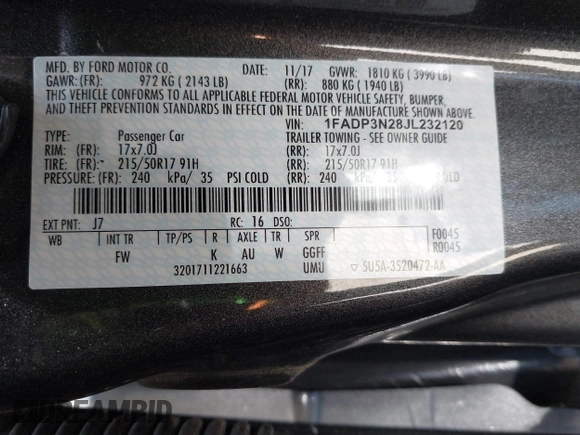 MFD. BY FORD MOTOR CO.
DATE: 11/17 GVWR: 1810 KG ( 3990 LB)
GAWR: (FR): 972 KG ( 2143 LB) (RR): 880 KG ( 1940 LB)
THIS VEHICLE CONFORMS TO ALL APPLICABLE FEDERAL MOTOR VEHICLE SAFETY, BUMPER,
AND THEFT PREVENTION STANDARDS IN EFFECT ON THE DATE OF MANUFACTURE SHOWN ABOVE.
VIN: 1FADP3N28JL232120
TYPE: Passenger Car TRAILER TOWING - SEE OWNER GUIDE
RIM: (FR): 17x7.0J (RR): 17x7.0J
TIRE: (FR): 215/50R17 91H (RR): 215/50R17 91H
PRESSURE: (FR): 240 kPa/ 35 PSI COLD (RR): 240 kPa/ 35 COLD
EXT PNT: J7 RC: 16 DSO: F0045
WB INT TR TP/PS R AXLE TR SPR R0045
FW K AU W GGFF
3201711221663 UMU ▽ 5U5A-3520472-AA